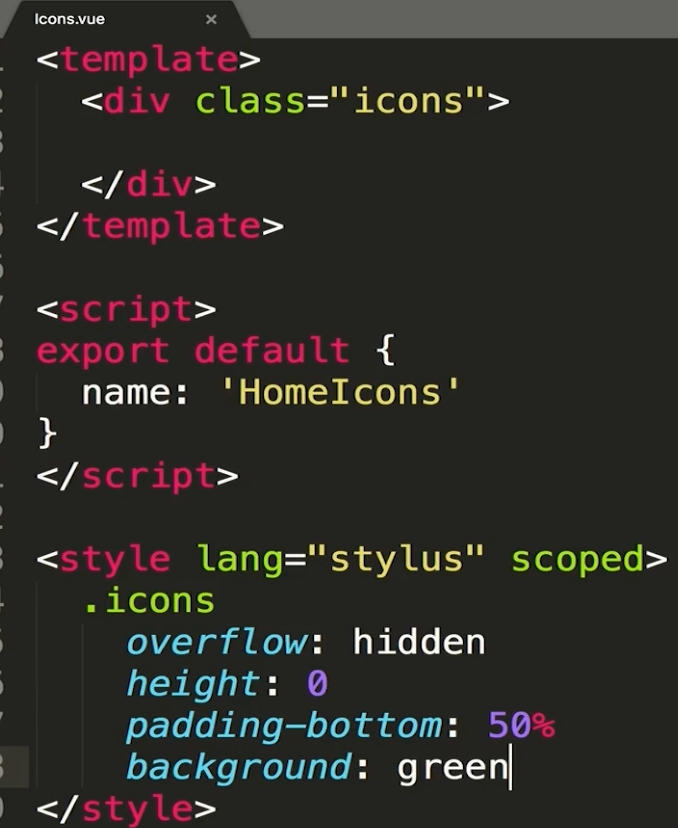 Icons.vue ×
<template>
<div class="icons">
</div>
</template>
<script>
export default {
name: 'HomeIcons'
}
</script>
<style lang="stylus" scoped>
.icons
overflow: hidden
height: 0
padding-bottom: 50%
background: green
</style>